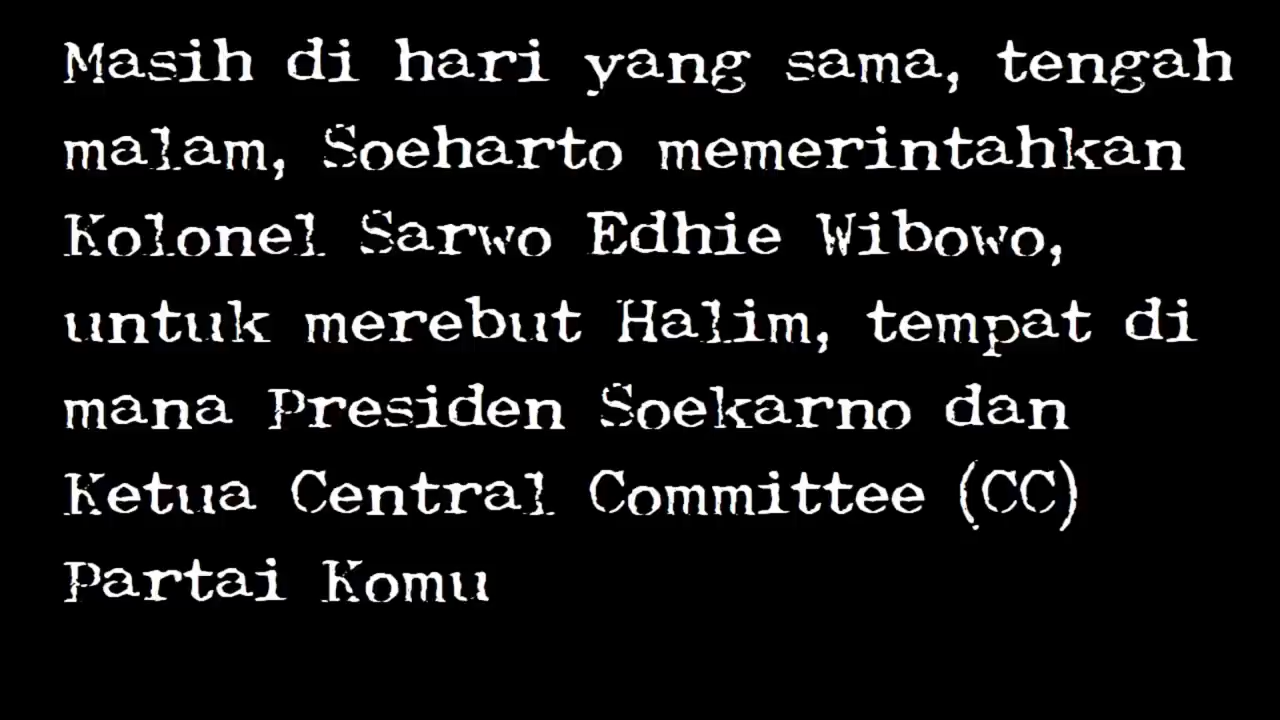 Masih di hari yang sama, tengah
malam, Soeharto memerintahkan
Kolonel Sarwo Edhie Wibowo,
untuk merebut Halim, tempat di
mana Presiden Soekarno dan
Ketua Central Committee (CC)
Partai Komu